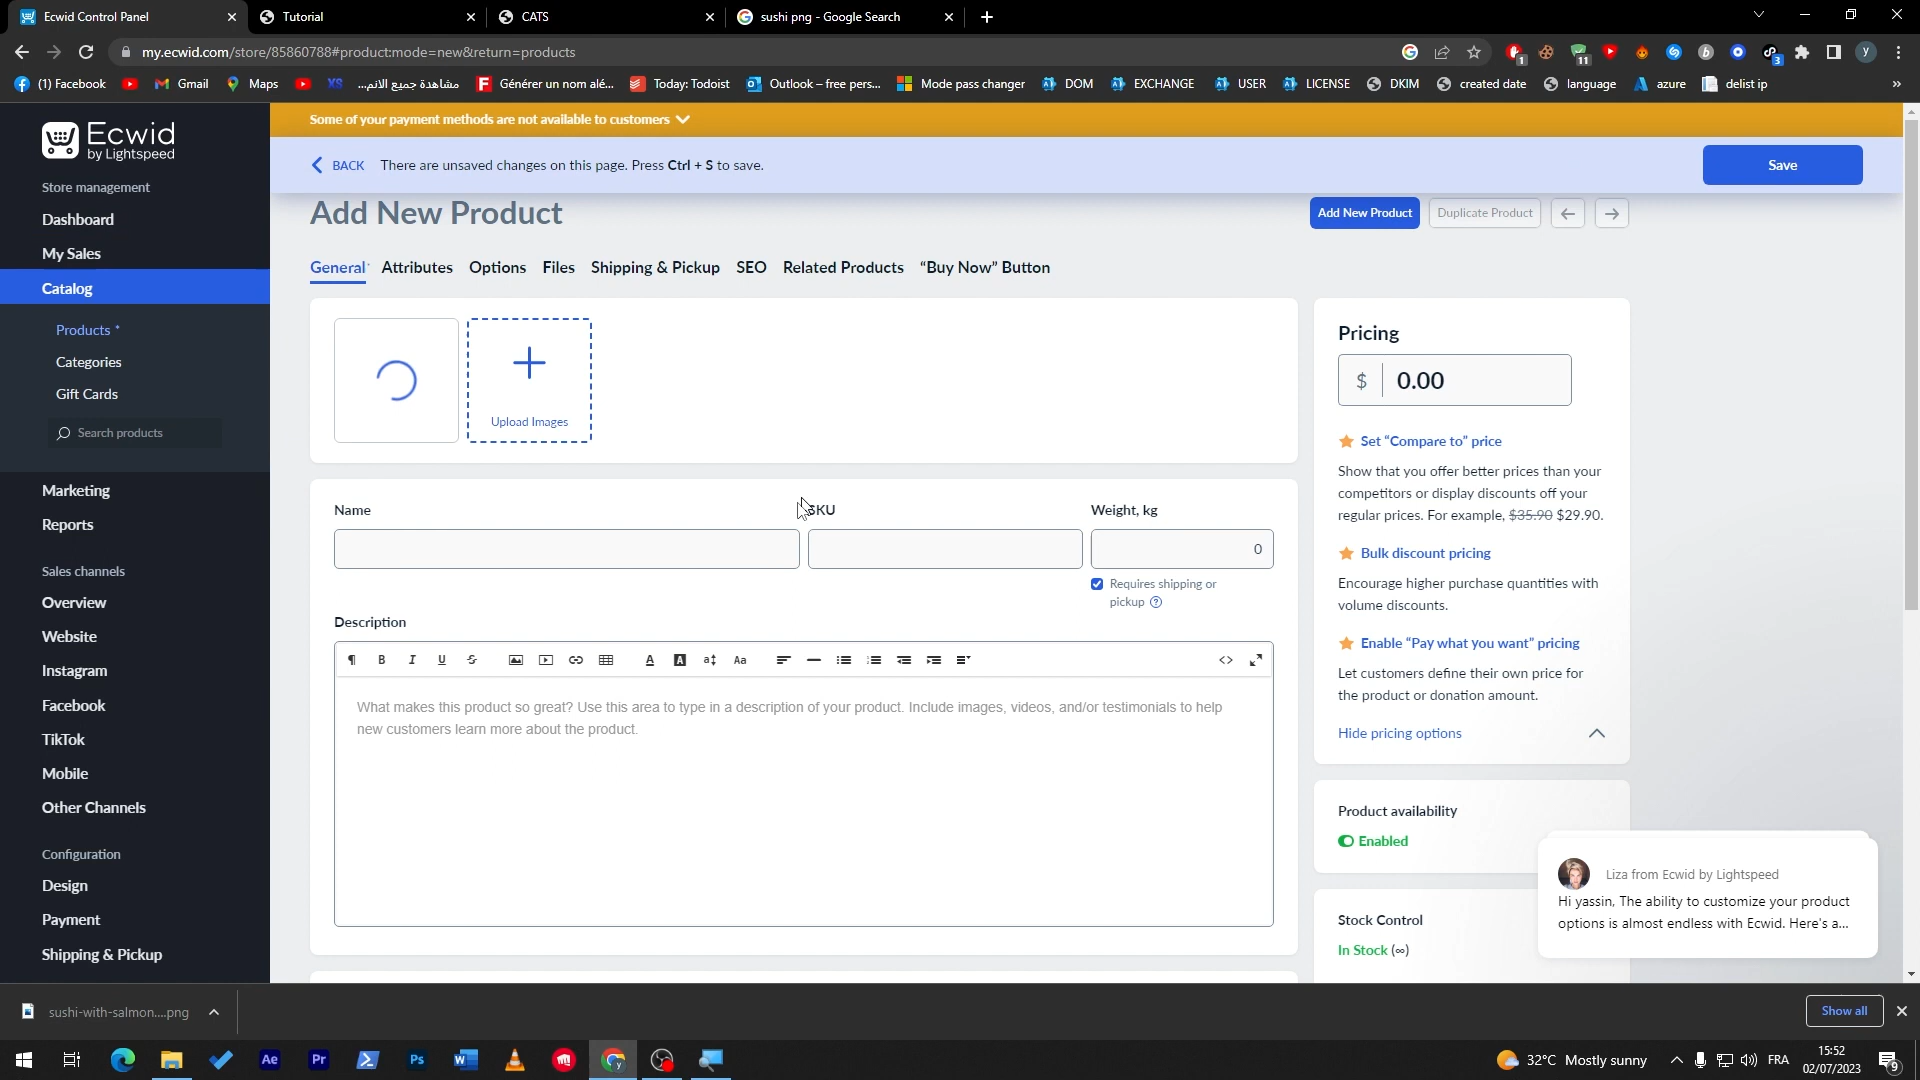 Ecwid Control Panel
Tutorial
CATS
sushi png - Google Search
my.ecwid.com/store/85860788#product:mode=new&return=products
1
11
3
y
(1) Facebook
Gmail
Maps
XS
مشاهدة جميع الانم...
Générer un nom alé...
Today: Todoist
Outlook – free pers...
Mode pass changer
DOM
EXCHANGE
USER
LICENSE
DKIM
created date
language
azure
delist ip
»
Ecwid
by Lightspeed
Store management
Dashboard
My Sales
Catalog
Products *
Categories
Gift Cards
Search products
Marketing
Reports
Sales channels
Overview
Website
Instagram
Facebook
TikTok
Mobile
Other Channels
Configuration
Design
Payment
Shipping & Pickup
Some of your payment methods are not available to customers
BACK There are unsaved changes on this page. Press Ctrl + S to save.
Save
Add New Product
Add New Product
Duplicate Product
General* Attributes Options Files Shipping & Pickup SEO Related Products “Buy Now” Button
Upload Images
Name
SKU
Weight, kg
0
Requires shipping or
pickup ?
Description
What makes this product so great? Use this area to type in a description of your product. Include images, videos, and/or testimonials to help
new customers learn more about the product.
Pricing
$ 0.00
Set “Compare to” price
Show that you offer better prices than your
competitors or display discounts off your
regular prices. For example, $35.90 $29.90.
Bulk discount pricing
Encourage higher purchase quantities with
volume discounts.
Enable “Pay what you want” pricing
Let customers define their own price for
the product or donation amount.
Hide pricing options
Product availability
Enabled
Stock Control
In Stock (∞)
Liza from Ecwid by Lightspeed
Hi yassin, The ability to customize your product
options is almost endless with Ecwid. Here's a...
sushi-with-salmon....png
Show all
Ae
Pr
Ps
32°C Mostly sunny
FRA
15:52
02/07/2023
9